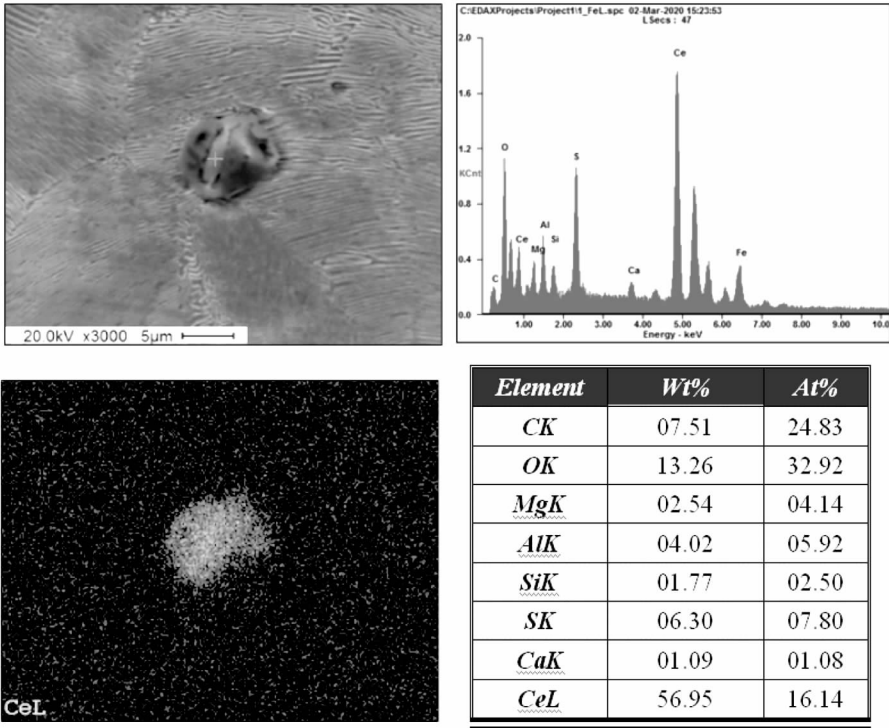 C:\EDAXProjects\Project1\1_FeL.spc 02-Mar-2020 15:23:53
LSecs : 47
2.0
1.6
1.2
KCnt
0.8
0.4
0.0
C
O
Ce
Mg
Al
Si
S
Ca
Ce
Fe
1.00 2.00 3.00 4.00 5.00 6.00 7.00 8.00 9.00 10.0
Energy - keV
20.0kV x3000 5µm
CeL
Element Wt% At%
CK 07.51 24.83
OK 13.26 32.92
MgK 02.54 04.14
AlK 04.02 05.92
SiK 01.77 02.50
SK 06.30 07.80
CaK 01.09 01.08
CeL 56.95 16.14